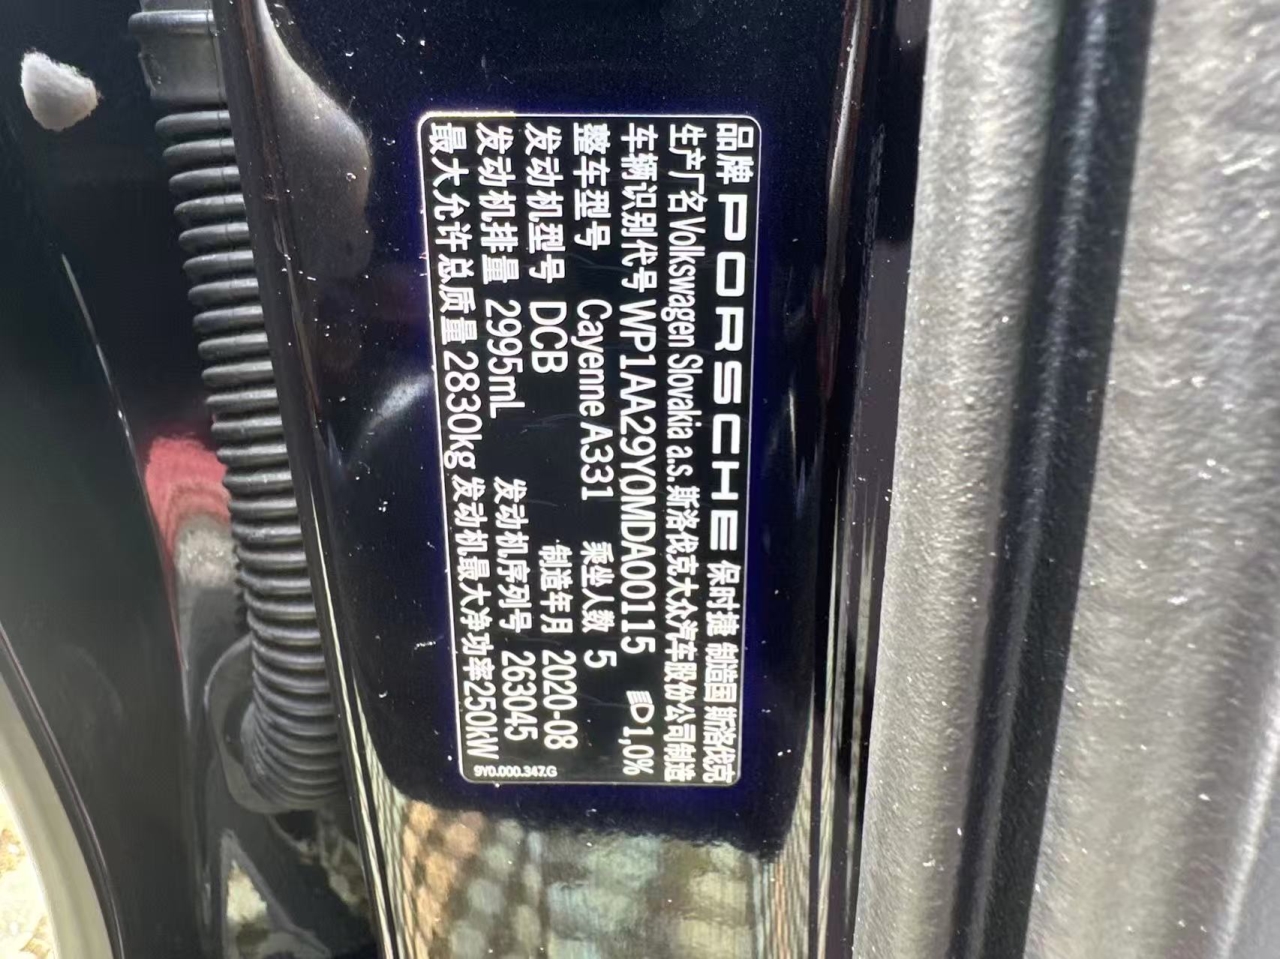 品牌 PORSCHE 保时捷 制造国 斯洛伐克
生产厂名 Volkswagen Slovakia a.s. 斯洛伐克大众汽车股份公司制造
车辆识别代号 WP1AA29Y0MDA00115 1,0%
整车型号 Cayenne A331 乘坐人数 5
发动机型号 DCB 制造年月 2020-08
发动机排量 2995mL 发动机序列号 263045
最大允许总质量 2830kg 发动机最大净功率250kW
9Y0.000.347.G